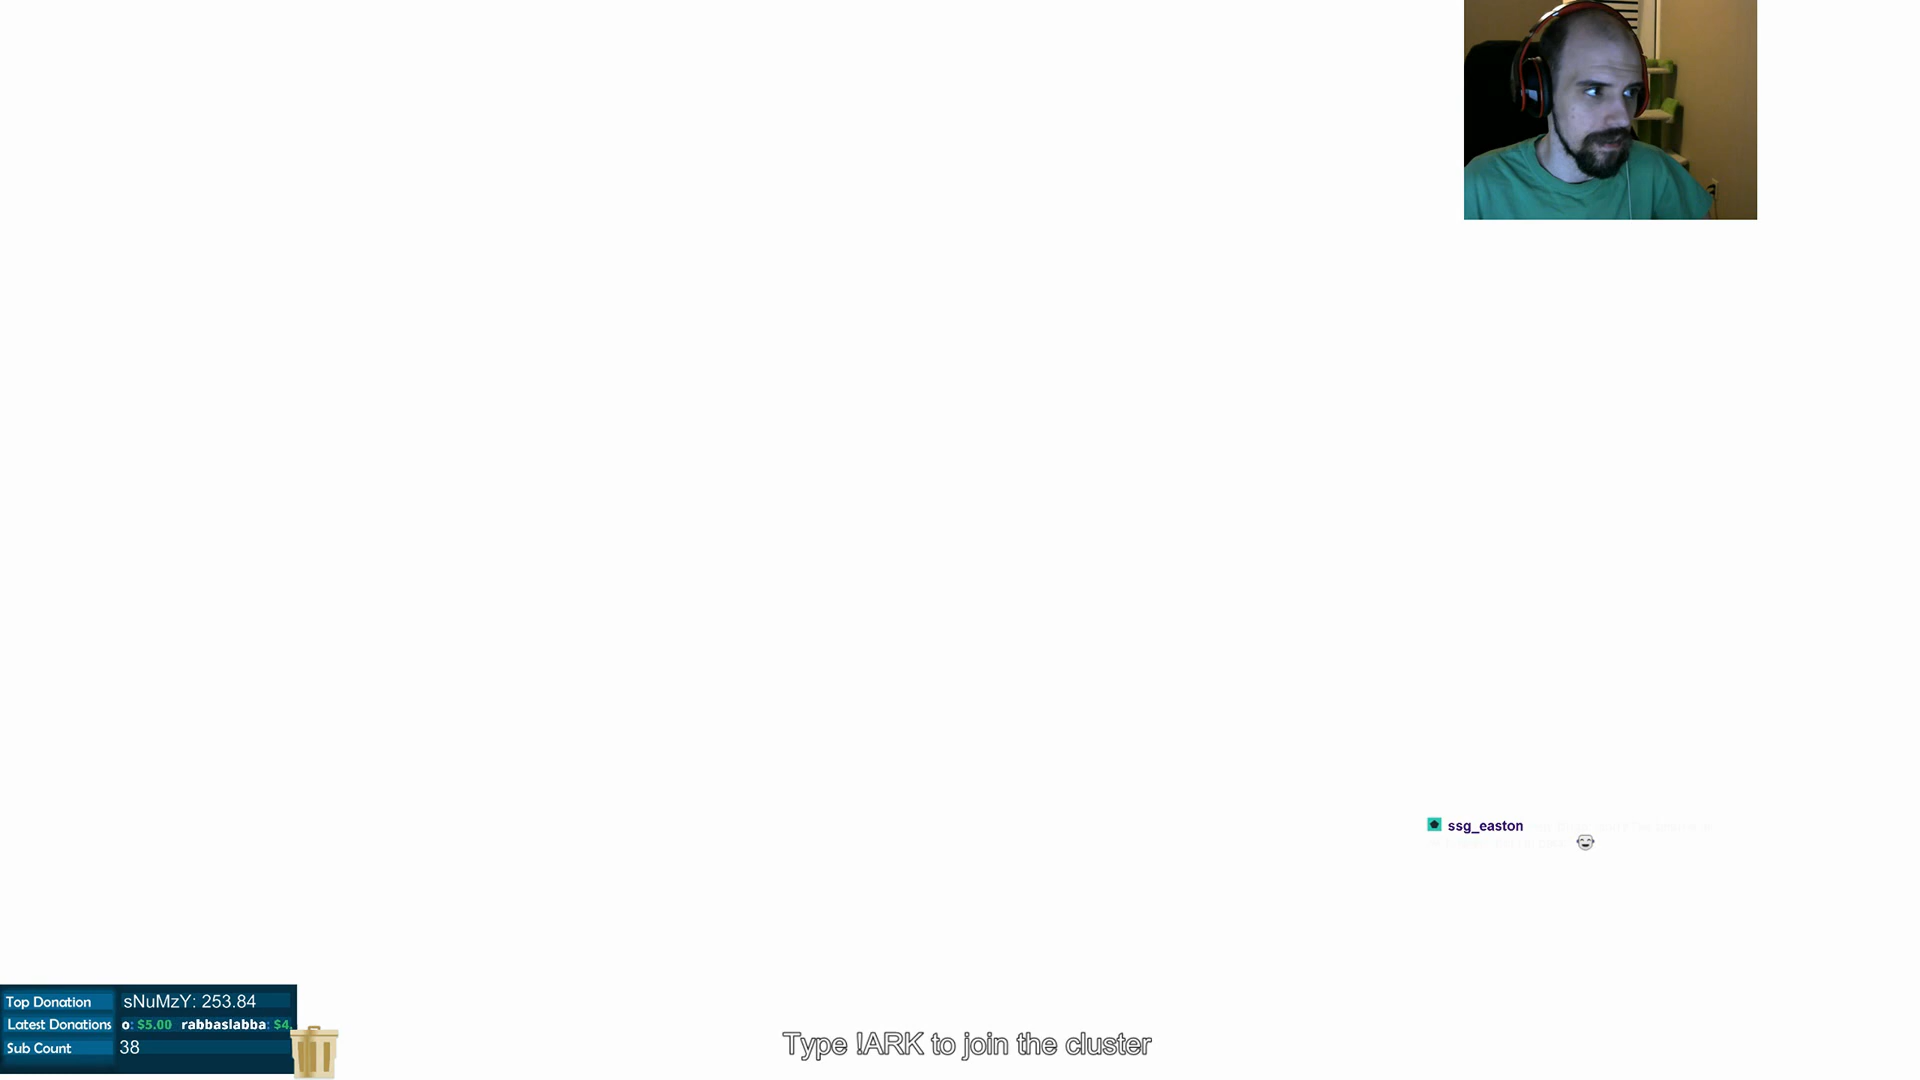 ssg_easton
Top Donation sNuMzY: 253.84
Latest Donations o: $5.00 rabbaslabba: $4.
Sub Count 38
Type !ARK to join the cluster